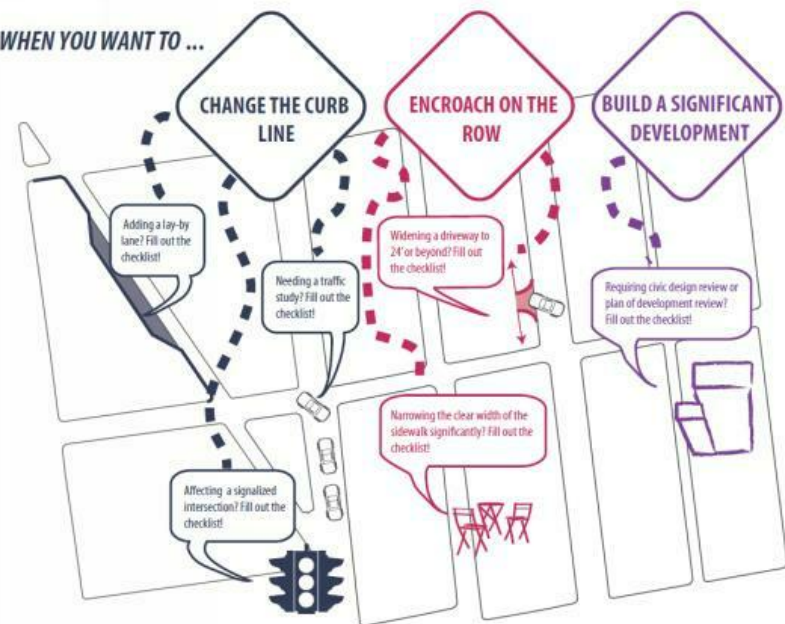 WHEN YOU WANT TO ...
CHANGE THE CURB
LINE
ENCROACH ON THE
ROW
BUILD A SIGNIFICANT
DEVELOPMENT
Adding a lay-by
lane? Fill out the
checklist!
Needing a traffic
study? Fill out the
checklist!
Widening a driveway to
24' or beyond? Fill out
the checklist!
Requiring civic design review or
plan of development review?
Fill out the checklist!
Narrowing the clear width of the
sidewalk significantly? Fill out the
checklist!
Affecting a signalized
intersection? Fill out the
checklist!